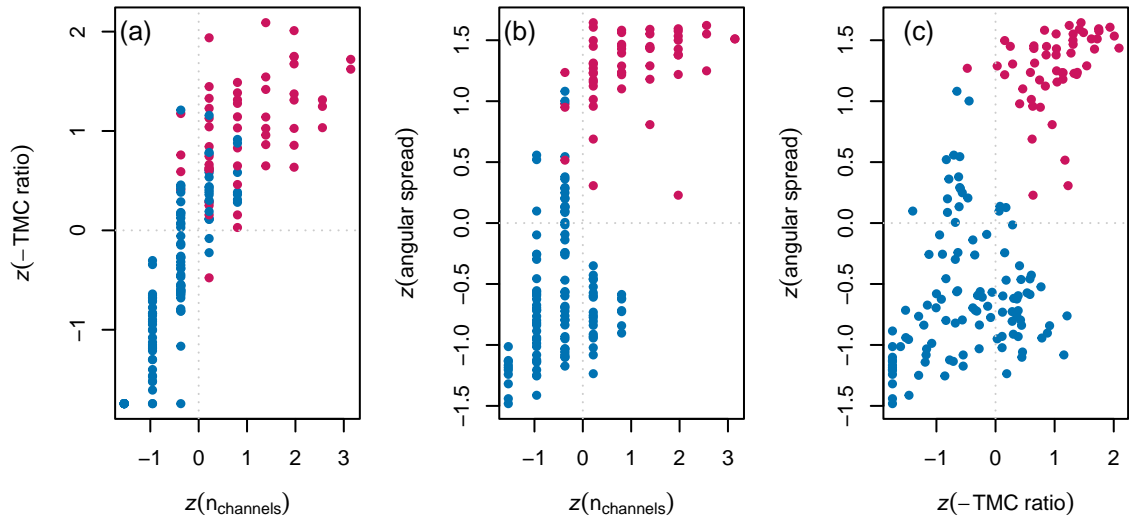 (a)
z(−TMC ratio)
2
1
0
−1
−1 0 1 2 3
z(n_channels)
(b)
z(angular spread)
1.5
1.0
0.5
0.0
−0.5
−1.0
−1.5
−1 0 1 2 3
z(n_channels)
(c)
z(angular spread)
1.5
1.0
0.5
0.0
−0.5
−1.0
−1.5
−1 0 1 2
z(−TMC ratio)